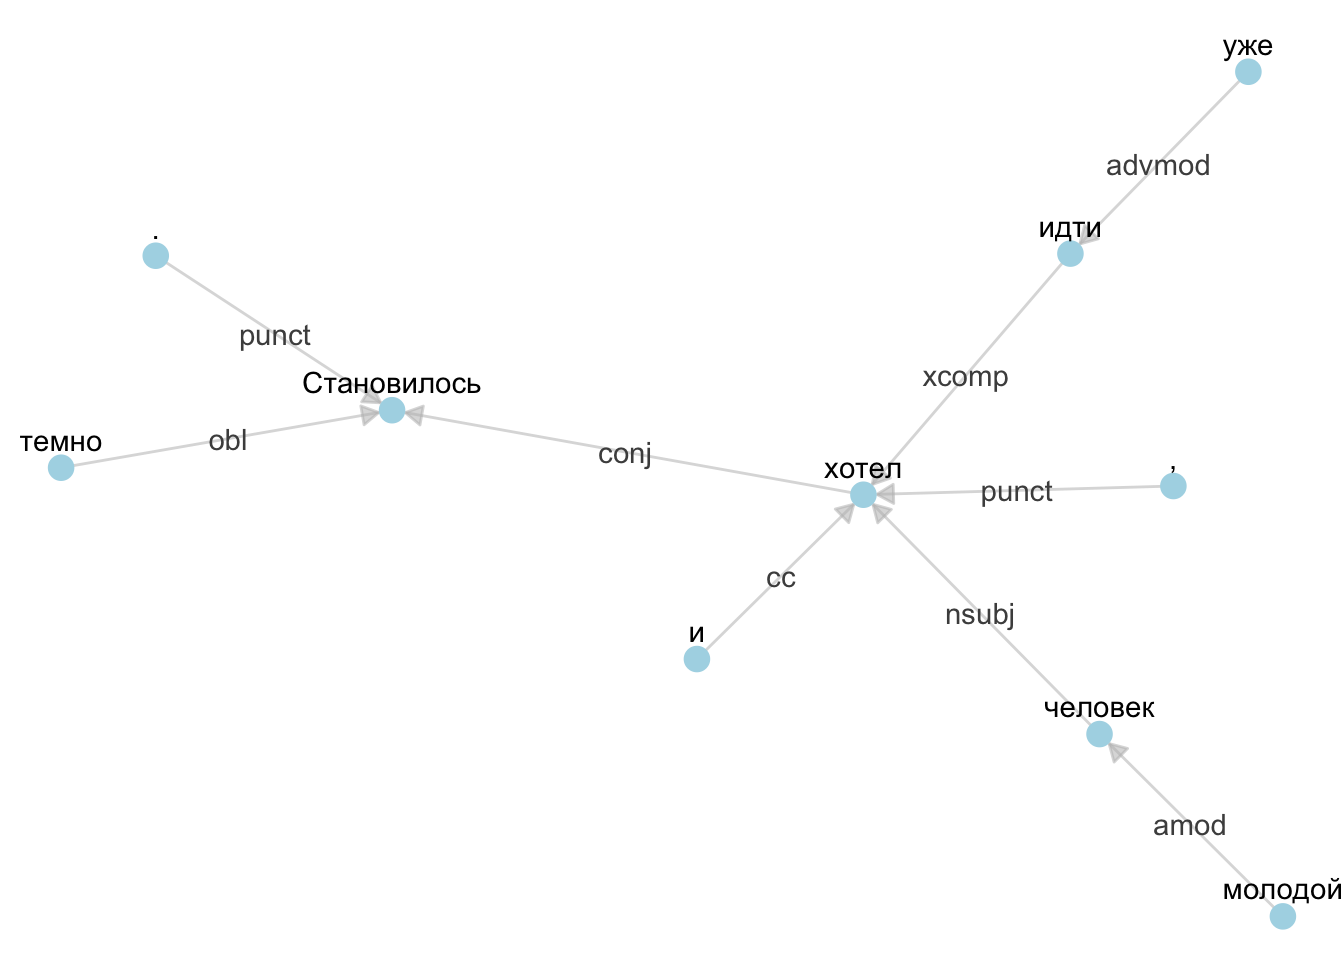 уже
advmod
идти
.
punct
xcomp
Становилось
темно
obl
conj
хотел
,
punct
cc
nsubj
и
человек
amod
молодой